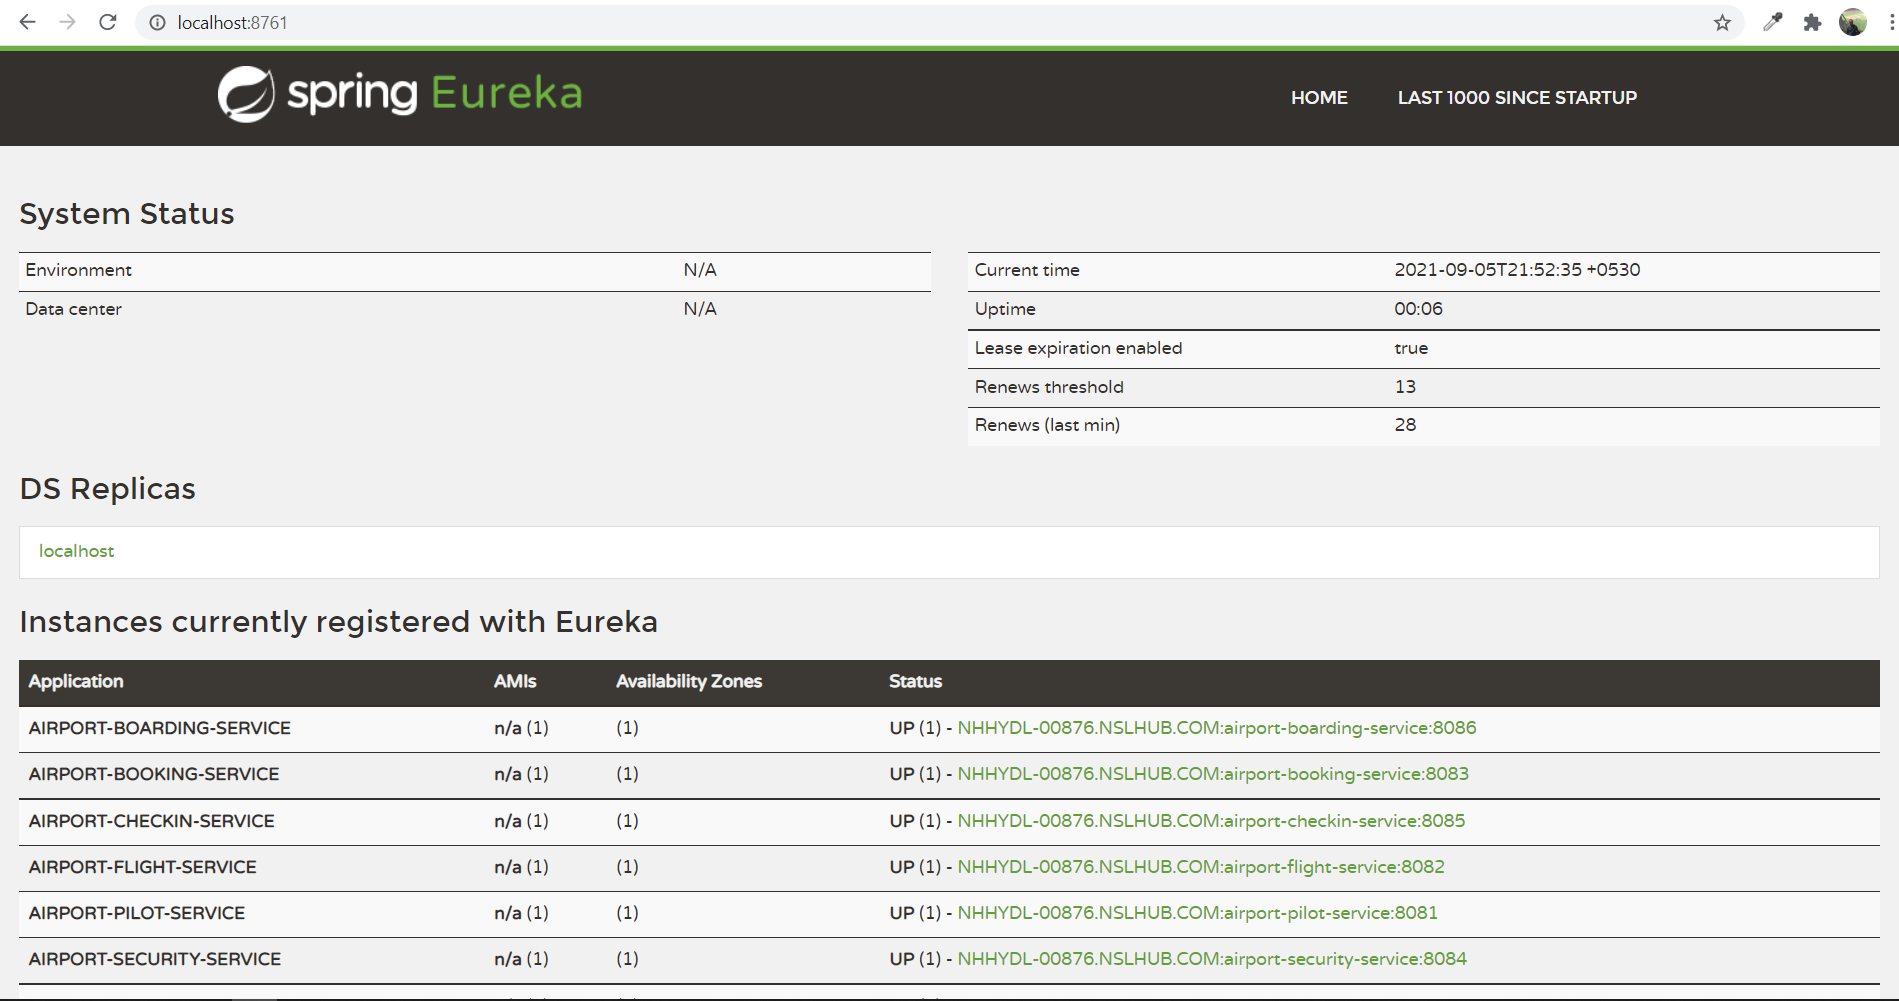 localhost:8761
spring Eureka
HOME LAST 1000 SINCE STARTUP
System Status
Environment N/A
Data center N/A
Current time 2021-09-05T21:52:35 +0530
Uptime 00:06
Lease expiration enabled true
Renews threshold 13
Renews (last min) 28
DS Replicas
localhost
Instances currently registered with Eureka
Application AMIs Availability Zones Status
AIRPORT-BOARDING-SERVICE n/a (1) (1) UP (1) - NHHYDL-00876.NSLHUB.COM:airport-boarding-service:8086
AIRPORT-BOOKING-SERVICE n/a (1) (1) UP (1) - NHHYDL-00876.NSLHUB.COM:airport-booking-service:8083
AIRPORT-CHECKIN-SERVICE n/a (1) (1) UP (1) - NHHYDL-00876.NSLHUB.COM:airport-checkin-service:8085
AIRPORT-FLIGHT-SERVICE n/a (1) (1) UP (1) - NHHYDL-00876.NSLHUB.COM:airport-flight-service:8082
AIRPORT-PILOT-SERVICE n/a (1) (1) UP (1) - NHHYDL-00876.NSLHUB.COM:airport-pilot-service:8081
AIRPORT-SECURITY-SERVICE n/a (1) (1) UP (1) - NHHYDL-00876.NSLHUB.COM:airport-security-service:8084